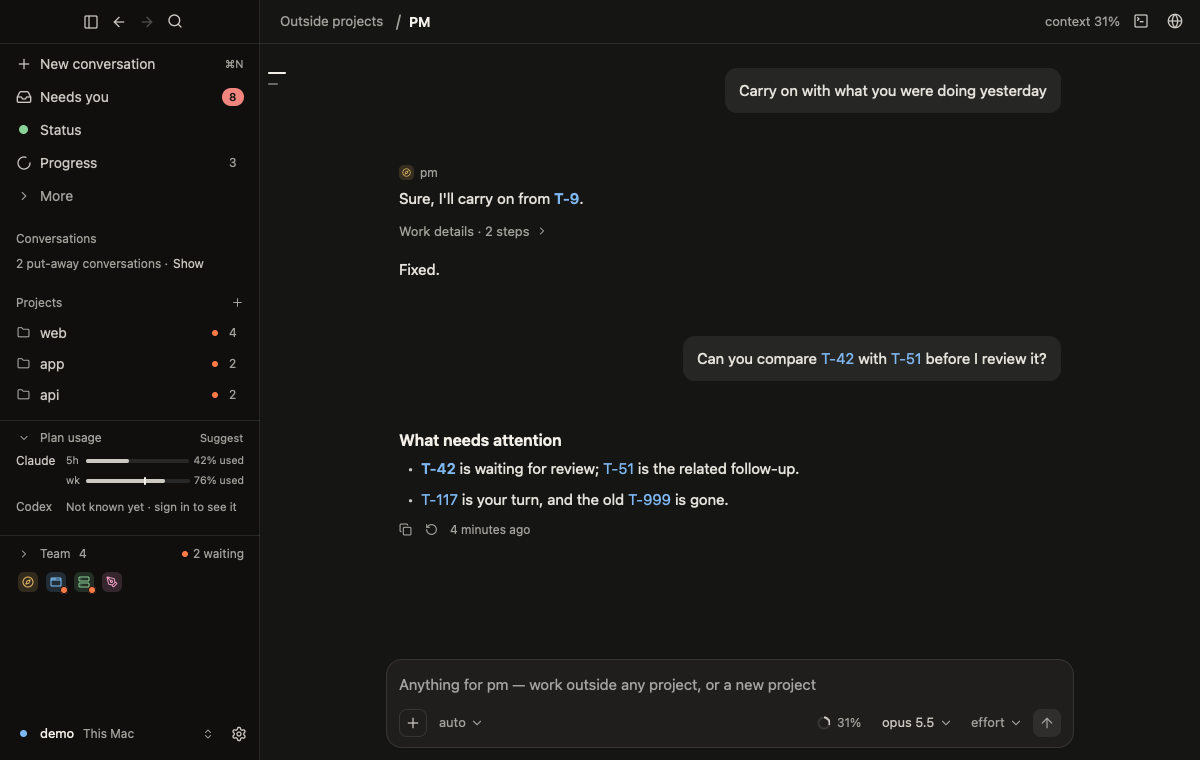 Outside projects / PM
context 31%
New conversation ⌘N
Needs you 8
Status
Progress 3
More
Conversations
2 put-away conversations · Show
Projects
web 4
app 2
api 2
Plan usage Suggest
Claude 5h 42% used
wk 76% used
Codex Not known yet · sign in to see it
Team 4 2 waiting
demo This Mac
Carry on with what you were doing yesterday
pm
Sure, I'll carry on from T-9.
Work details · 2 steps
Fixed.
Can you compare T-42 with T-51 before I review it?
What needs attention
• T-42 is waiting for review; T-51 is the related follow-up.
• T-117 is your turn, and the old T-999 is gone.
4 minutes ago
Anything for pm — work outside any project, or a new project
auto 31% opus 5.5 effort